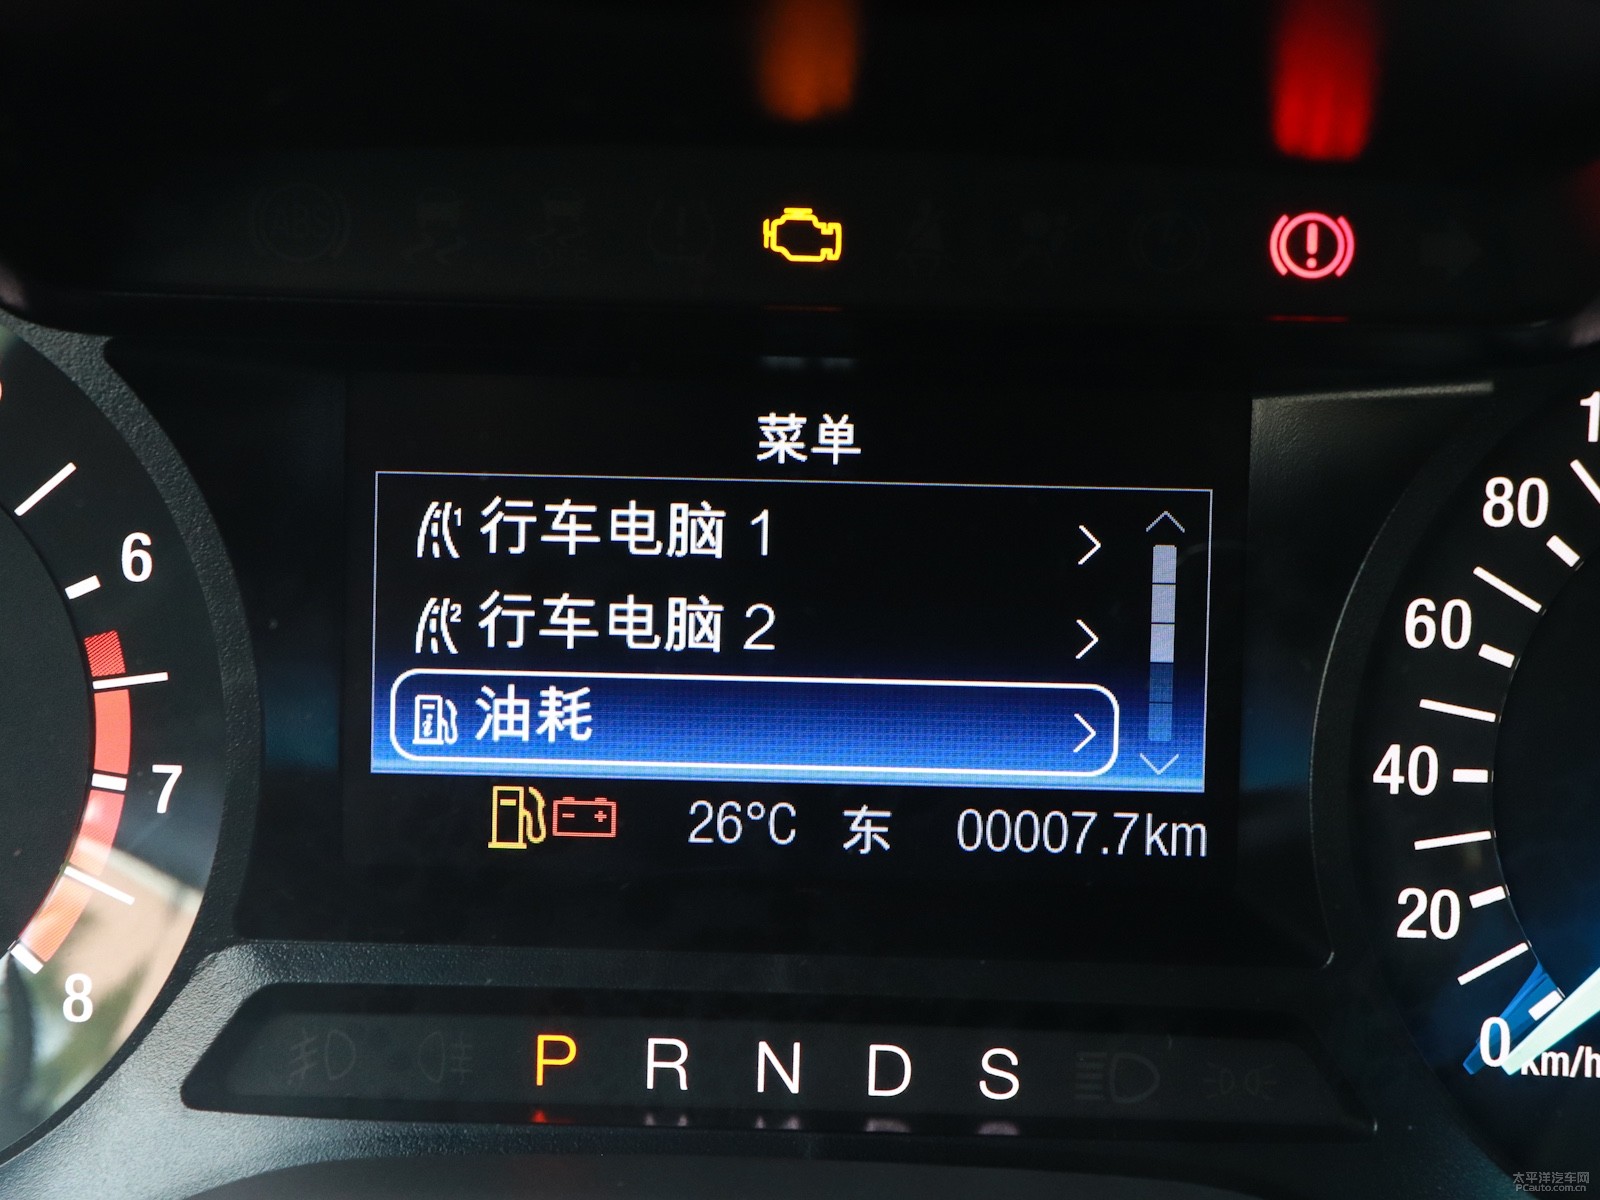 ABS
菜单
行车电脑 1
行车电脑 2
油耗
26°C 东 00007.7km
6
7
8
80
60
40
20
0
km/h
P R N D S
太平洋汽车网
PCauto.com.cn